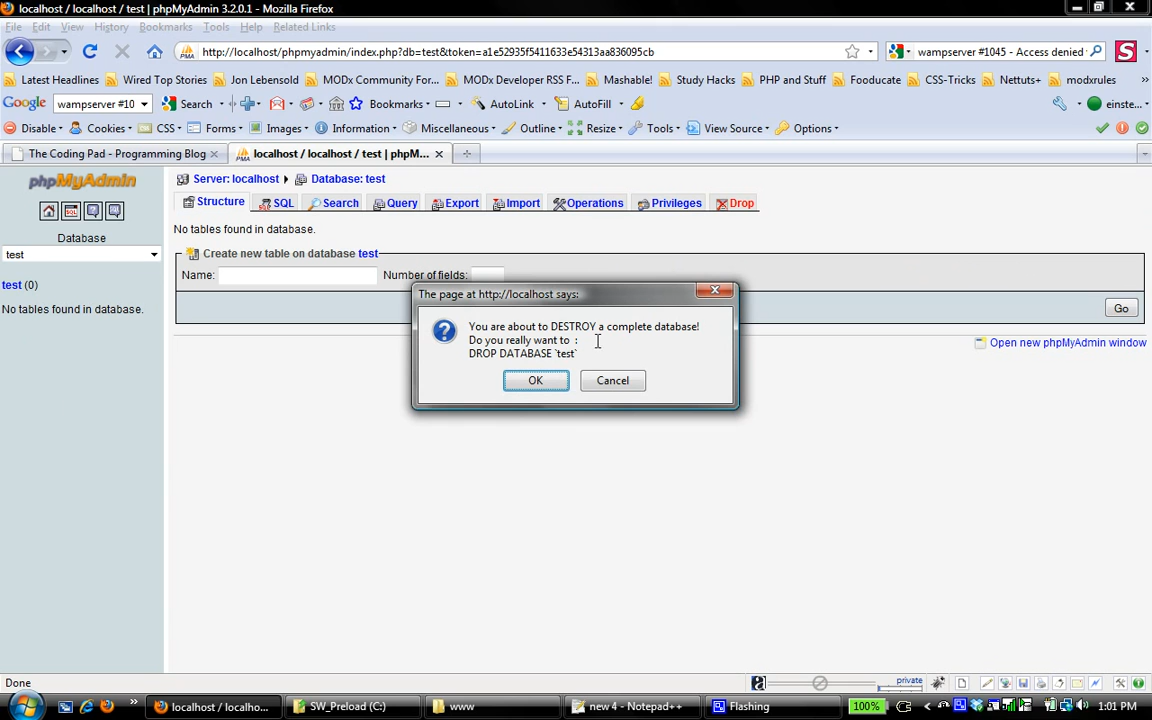 localhost / localhost / test | phpMyAdmin 3.2.0.1 - Mozilla Firefox
File Edit View History Bookmarks Tools Help Related Links
http://localhost/phpmyadmin/index.php?db=test&token=a1e52935f5411633e54313aa836095cb
wampserver #1045 - Access denied
Latest Headlines Wired Top Stories Jon Lebensold MODx Community For... MODx Developer RSS F... Mashable! Study Hacks PHP and Stuff Fooducate CSS-Tricks Nettuts+ modxrules
Google wampserver #10 Search Bookmarks AutoLink AutoFill einste...
Disable Cookies CSS Forms Images Information Miscellaneous Outline Resize Tools View Source Options
The Coding Pad - Programming Blog
localhost / localhost / test | phpM...
phpMyAdmin
Database
test
test (0)
No tables found in database.
Server: localhost Database: test
Structure SQL Search Query Export Import Operations Privileges Drop
No tables found in database.
Create new table on database test
Name: Number of fields:
Go
Open new phpMyAdmin window
The page at http://localhost says:
You are about to DESTROY a complete database!
Do you really want to :
DROP DATABASE `test`
OK Cancel
Done
private
localhost / localho... SW_Preload (C:) www new 4 - Notepad++ Flashing 100% 1:01 PM